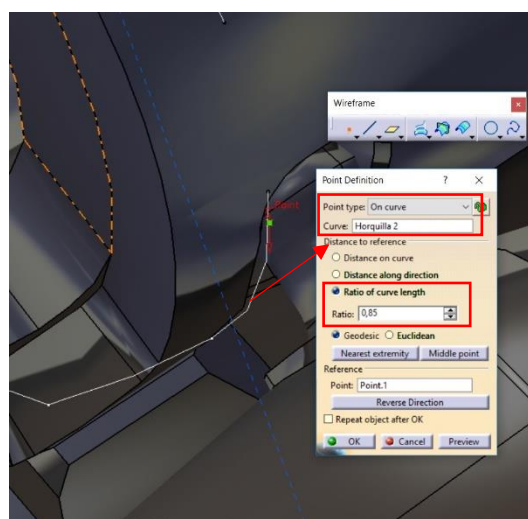 Wireframe
Point Definition ?
Point type: On curve
Curve: Horquilla 2
Distance to reference
Distance on curve
Distance along direction
Ratio of curve length
Ratio: 0,85
Geodesic Euclidean
Nearest extremity Middle point
Reference
Point: Point.1
Reverse Direction
Repeat object after OK
OK Cancel Preview
Point